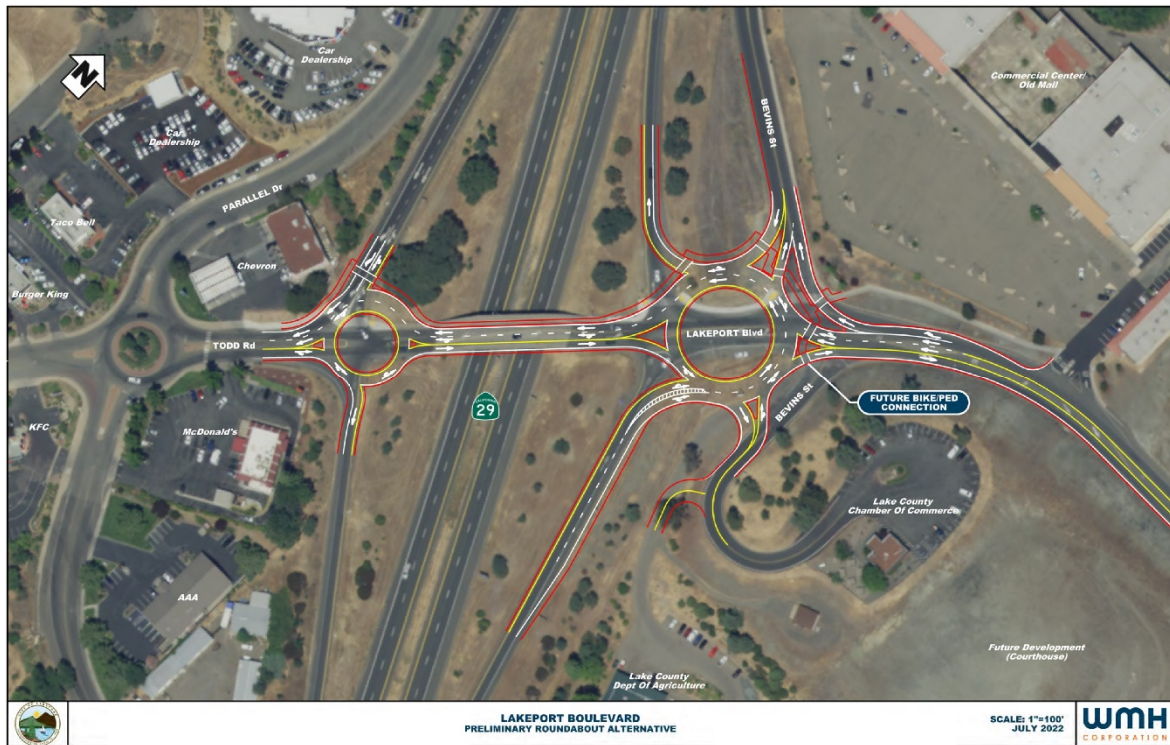 N
Car
Dealership
Commercial Center/
Old Mall
Car
Dealership
BEVINS St
PARALLEL Dr
Taco Bell
Chevron
Burger King
TODD Rd
LAKEPORT Blvd
CALIFORNIA
29
BEVINS St
FUTURE BIKE/PED
CONNECTION
KFC
McDonald's
Lake County
Chamber Of Commerce
AAA
Future Development
(Courthouse)
Lake County
Dept Of Agriculture
LAKEPORT BOULEVARD
PRELIMINARY ROUNDABOUT ALTERNATIVE
SCALE: 1"=100'
JULY 2022
WMH
CORPORATION